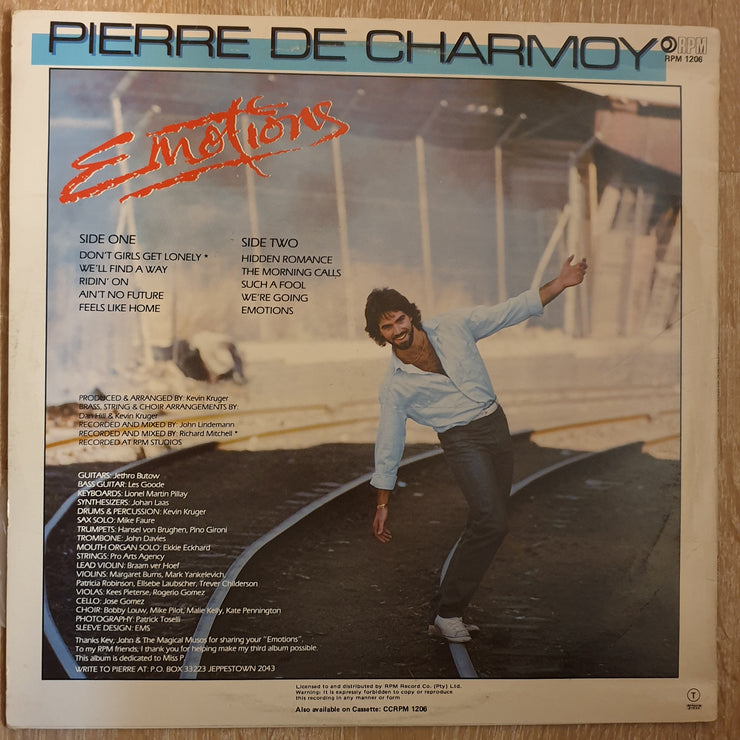 PIERRE DE CHARMOY
RPM
RPM 1206
Emotions
SIDE ONE
DON'T GIRLS GET LONELY *
WE'LL FIND A WAY
RIDIN' ON
AIN'T NO FUTURE
FEELS LIKE HOME
SIDE TWO
HIDDEN ROMANCE
THE MORNING CALLS
SUCH A FOOL
WE'RE GOING
EMOTIONS
PRODUCED & ARRANGED BY: Kevin Kruger
BRASS, STRING & CHOIR ARRANGEMENTS BY:
Dan Hill & Kevin Kruger
RECORDED AND MIXED BY: John Lindemann
RECORDED AND MIXED BY: Richard Mitchell *
RECORDED AT RPM STUDIOS
GUITARS: Jethro Butow
BASS GUITAR: Les Goode
KEYBOARDS: Lionel Martin Pillay
SYNTHESIZERS: Johan Laas
DRUMS & PERCUSSION: Kevin Kruger
SAX SOLO: Mike Faure
TRUMPETS: Hansel von Brughen, Pino Gironi
TROMBONE: John Davies
MOUTH ORGAN SOLO: Ekkie Eckhard
STRINGS: Pro Arts Agency
LEAD VIOLIN: Braam ver Hoef
VIOLINS: Margaret Burns, Mark Yankelevich,
Patricia Robinson, Elisebe Laubscher, Trever Childerson
VIOLAS: Kees Pieterse, Rogerio Gomez
CELLO: Jose Gomez
CHOIR: Bobby Louw, Mike Pilot, Malie Kelly, Kate Pennington
PHOTOGRAPHY: Patrick Toselli
SLEEVE DESIGN: EMS
Thanks Kev, John & The Magical Musos for sharing your "Emotions".
To my RPM friends, I thank you for helping make my third album possible.
This album is dedicated to Miss P.
WRITE TO PIERRE AT: P.O. BOX 33223 JEPPESTOWN 2043
Licensed to and distributed by RPM Record Co. (Pty) Ltd.
Warning: It is expressly forbidden to copy or reproduce
this recording in any manner or form
Also available on Cassette: CCRPM 1206
T